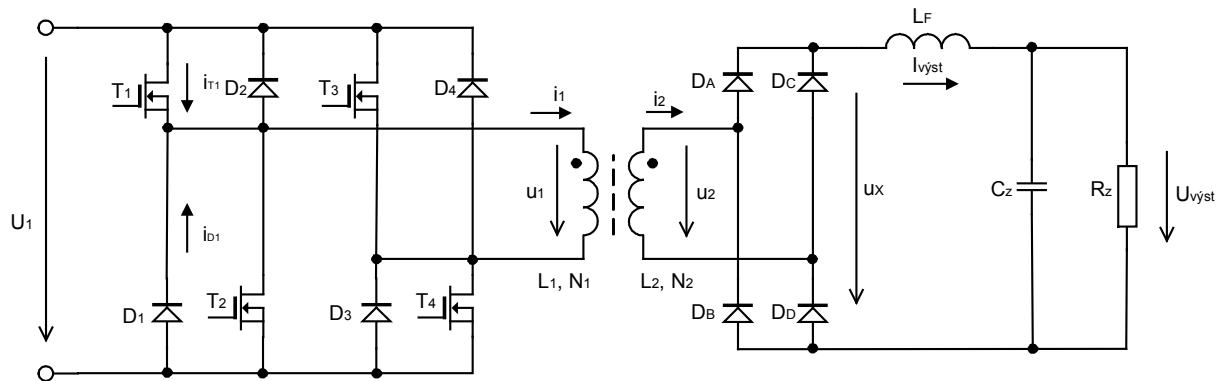 LF
Ivýst
T1
iT1
D2
T3
D4
i1
i2
DA
DC
U1
u1
u2
uX
CZ
RZ
Uvýst
iD1
L1, N1
L2, N2
D1
T2
D3
T4
DB
DD